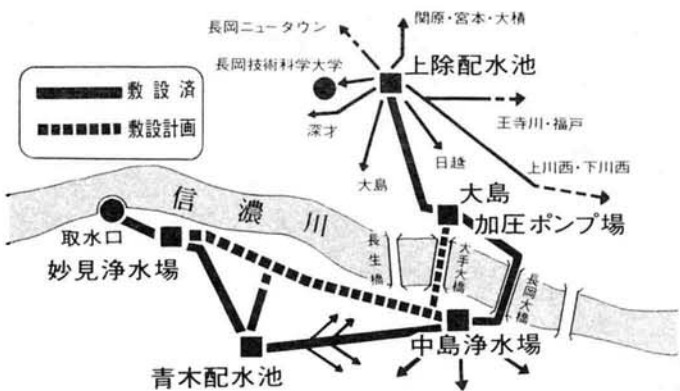 長岡ニュータウン
関原・宮本・大積
長岡技術科学大学
上除配水池
敷設済
敷設計画
深才
王寺川・福戸
日越
大島
上川西・下川西
信濃川
大島
加圧ポンプ場
取水口
長生橋
大手大橋
長岡大橋
妙見浄水場
中島浄水場
青木配水池